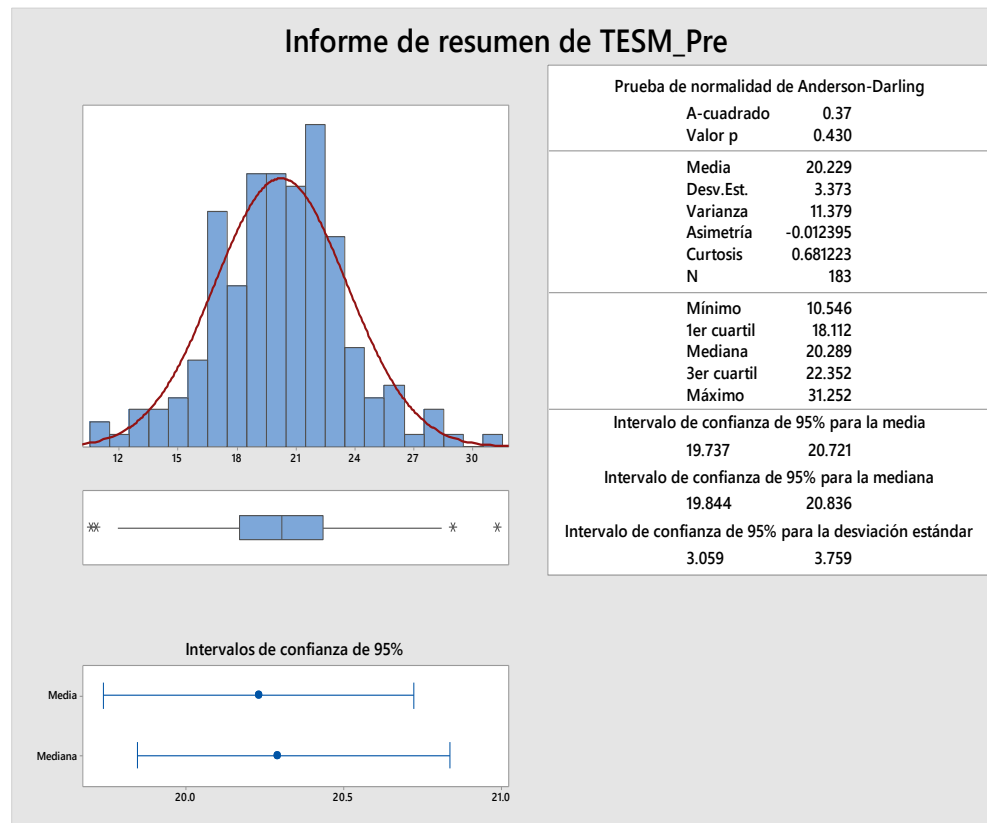 Informe de resumen de TESM_Pre
12 15 18 21 24 27 30
Intervalos de confianza de 95%
Media
Mediana
20.0 20.5 21.0
Prueba de normalidad de Anderson-Darling
A-cuadrado 0.37
Valor p 0.430
Media 20.229
Desv.Est. 3.373
Varianza 11.379
Asimetría -0.012395
Curtosis 0.681223
N 183
Mínimo 10.546
1er cuartil 18.112
Mediana 20.289
3er cuartil 22.352
Máximo 31.252
Intervalo de confianza de 95% para la media
19.737 20.721
Intervalo de confianza de 95% para la mediana
19.844 20.836
Intervalo de confianza de 95% para la desviación estándar
3.059 3.759